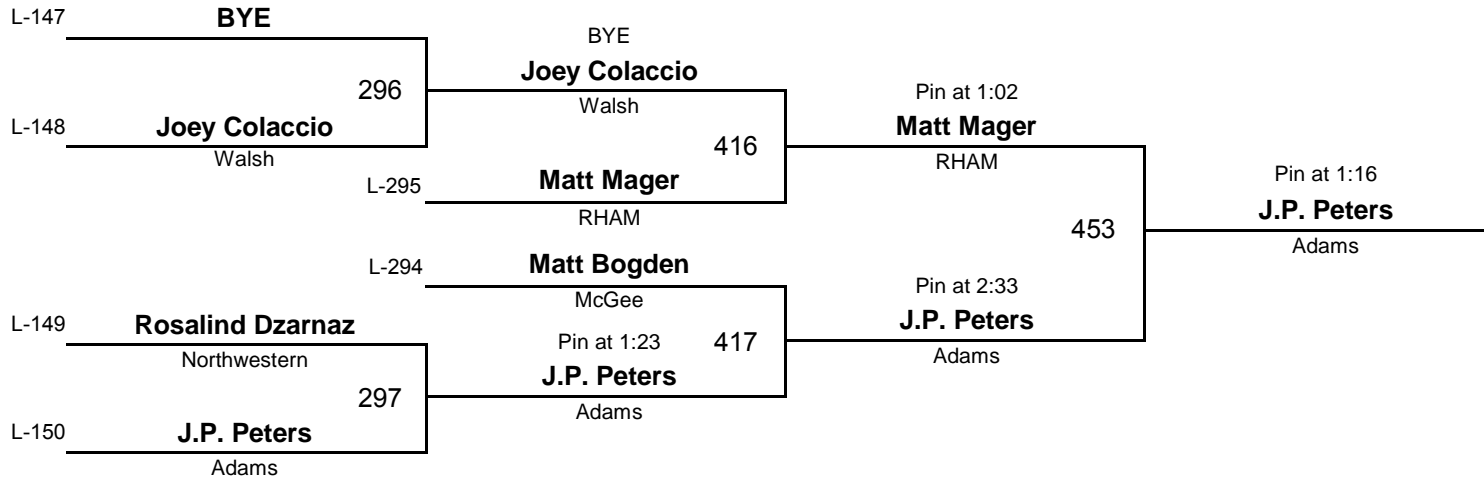 L-147
BYE
296
L-148
Joey Colaccio
Walsh
BYE
Joey Colaccio
Walsh
416
L-295
Matt Mager
RHAM
Pin at 1:02
Matt Mager
RHAM
453
Pin at 1:16
J.P. Peters
Adams
L-294
Matt Bogden
McGee
417
Pin at 2:33
J.P. Peters
Adams
L-149
Rosalind Dzarnaz
Northwestern
297
Pin at 1:23
J.P. Peters
Adams
L-150
J.P. Peters
Adams